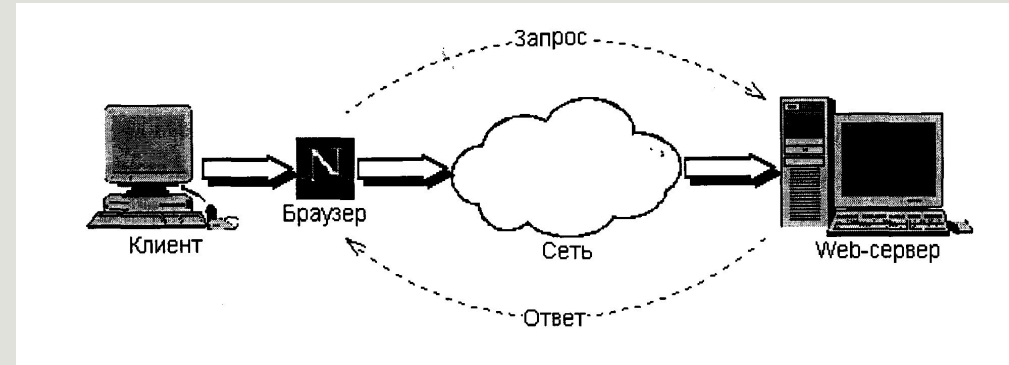 Запрос
N
Браузер
Клиент
Сеть
Web-сервер
Ответ